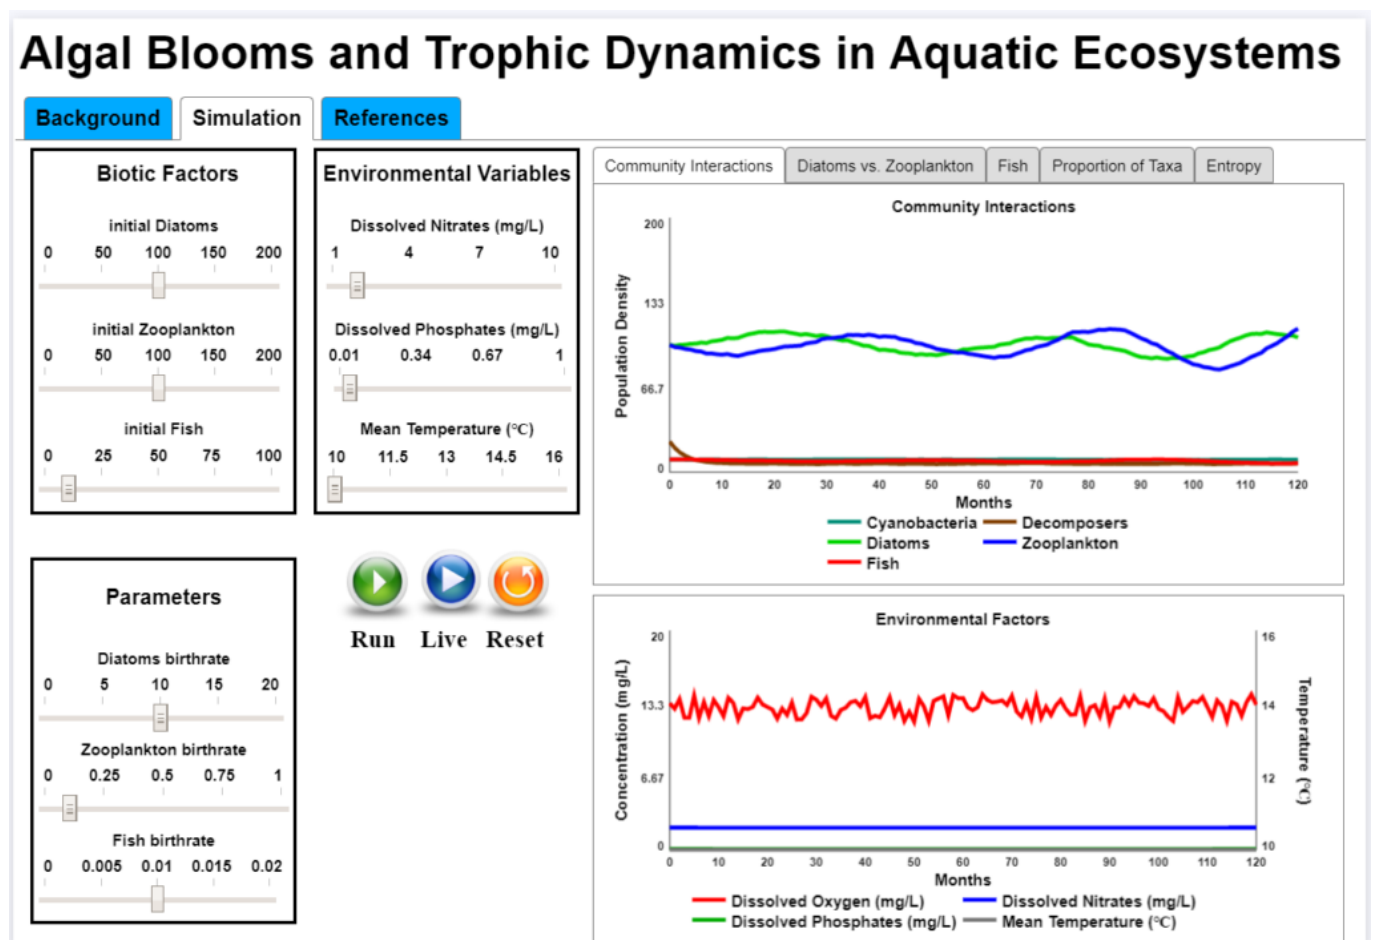 Algal Blooms and Trophic Dynamics in Aquatic Ecosystems
Background Simulation References
Biotic Factors
initial Diatoms
0 50 100 150 200
initial Zooplankton
0 50 100 150 200
initial Fish
0 25 50 75 100
Environmental Variables
Dissolved Nitrates (mg/L)
1 4 7 10
Dissolved Phosphates (mg/L)
0.01 0.34 0.67 1
Mean Temperature (°C)
10 11.5 13 14.5 16
Parameters
Diatoms birthrate
0 5 10 15 20
Zooplankton birthrate
0 0.25 0.5 0.75 1
Fish birthrate
0 0.005 0.01 0.015 0.02
Run Live Reset
Community Interactions Diatoms vs. Zooplankton Fish Proportion of Taxa Entropy
Community Interactions
Population Density
200
133
66.7
0
0 10 20 30 40 50 60 70 80 90 100 110 120
Months
Cyanobacteria Decomposers
Diatoms Zooplankton
Fish
Environmental Factors
Concentration (mg/L)
20
13.3
6.67
0
16
14
12
10
Temperature (°C)
0 10 20 30 40 50 60 70 80 90 100 110 120
Months
Dissolved Oxygen (mg/L) Dissolved Nitrates (mg/L)
Dissolved Phosphates (mg/L) Mean Temperature (°C)